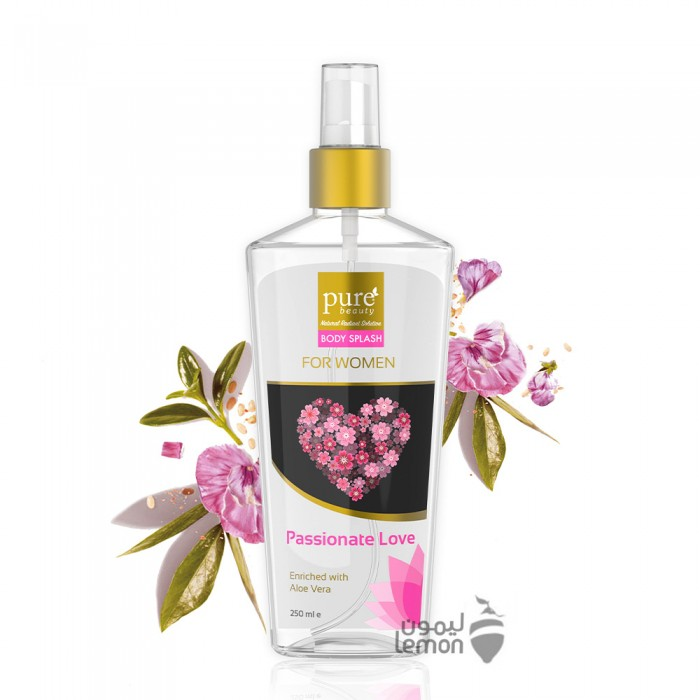 pure
beauty
Natural Radiant Solution
BODY SPLASH
FOR WOMEN
Passionate Love
Enriched with
Aloe Vera
250 ml e
ليمون
Lemon